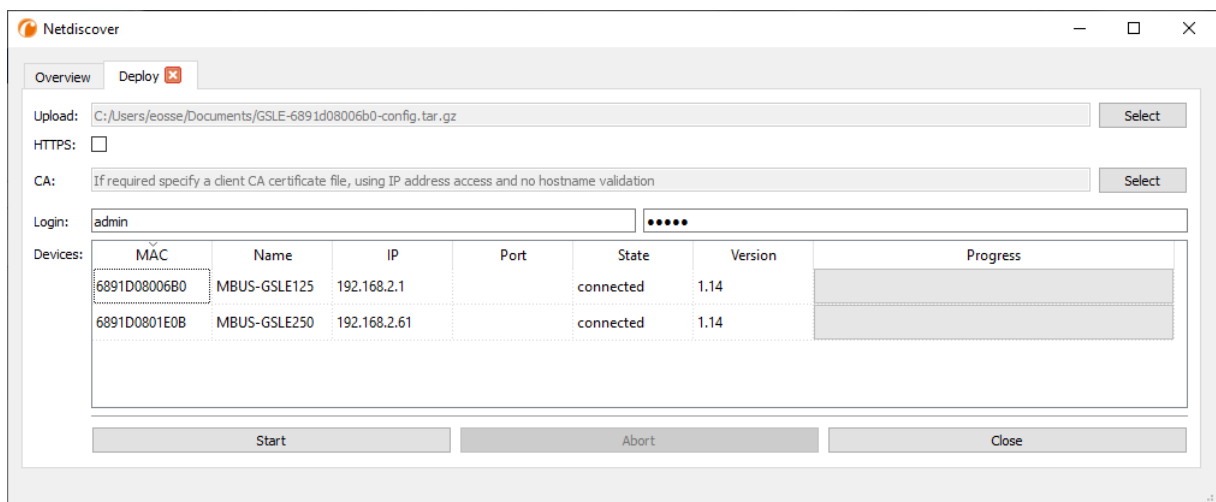 Netdiscover
Overview Deploy
Upload: C:/Users/eosse/Documents/GSLE-6891d08006b0-config.tar.gz Select
HTTPS:
CA: If required specify a client CA certificate file, using IP address access and no hostname validation Select
Login: admin •••••
Devices: MAC Name IP Port State Version Progress
6891D08006B0 MBUS-GSLE125 192.168.2.1 connected 1.14
6891D0801E0B MBUS-GSLE250 192.168.2.61 connected 1.14
Start Abort Close